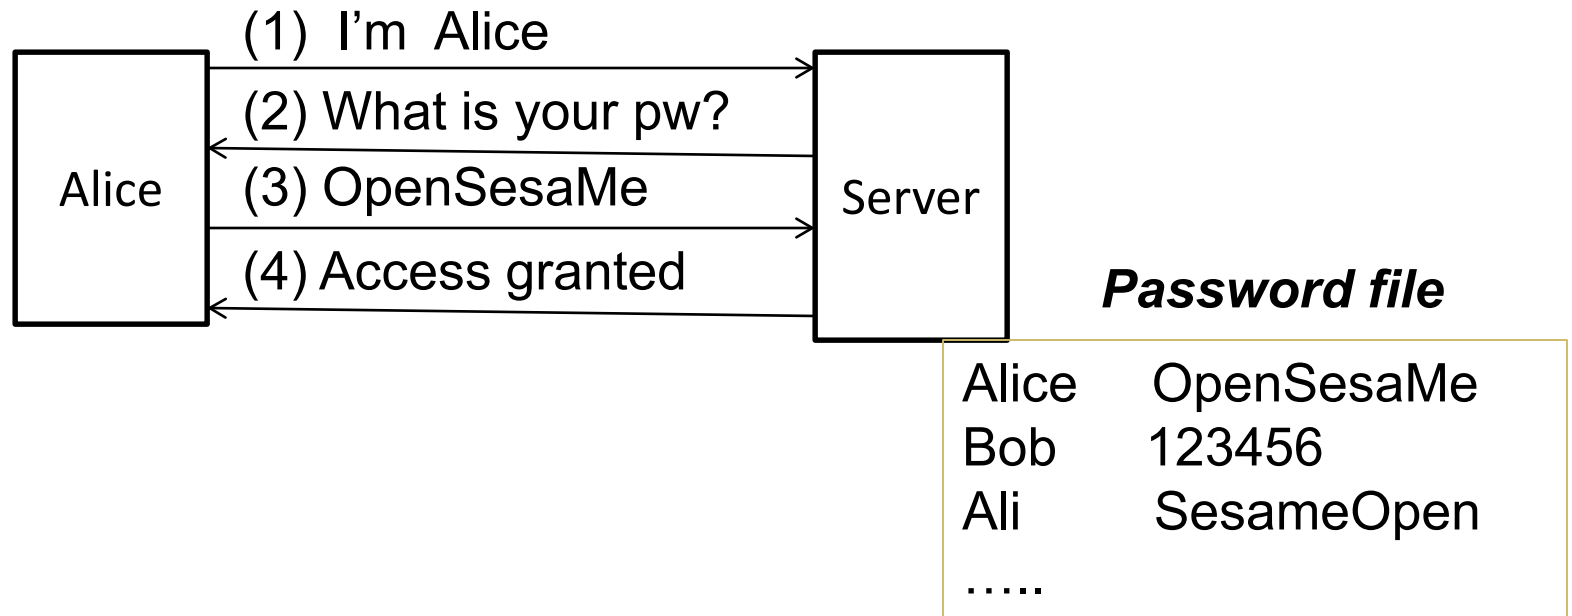 (1) I’m Alice
(2) What is your pw?
(3) OpenSesaMe
(4) Access granted
Alice
Server
Password file
Alice OpenSesaMe
Bob 123456
Ali SesameOpen
…..